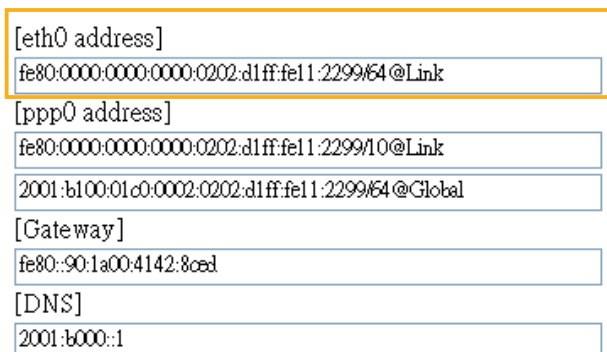 [eth0 address]
fe80:0000:0000:0000:0202:d1ff:fe11:2299/64@Link
[ppp0 address]
fe80:0000:0000:0000:0202:d1ff:fe11:2299/10@Link
2001:b100:01c0:0002:0202:d1ff:fe11:2299/64@Global
[Gateway]
fe80::90:1a00:4142:8ced
[DNS]
2001:b000::1